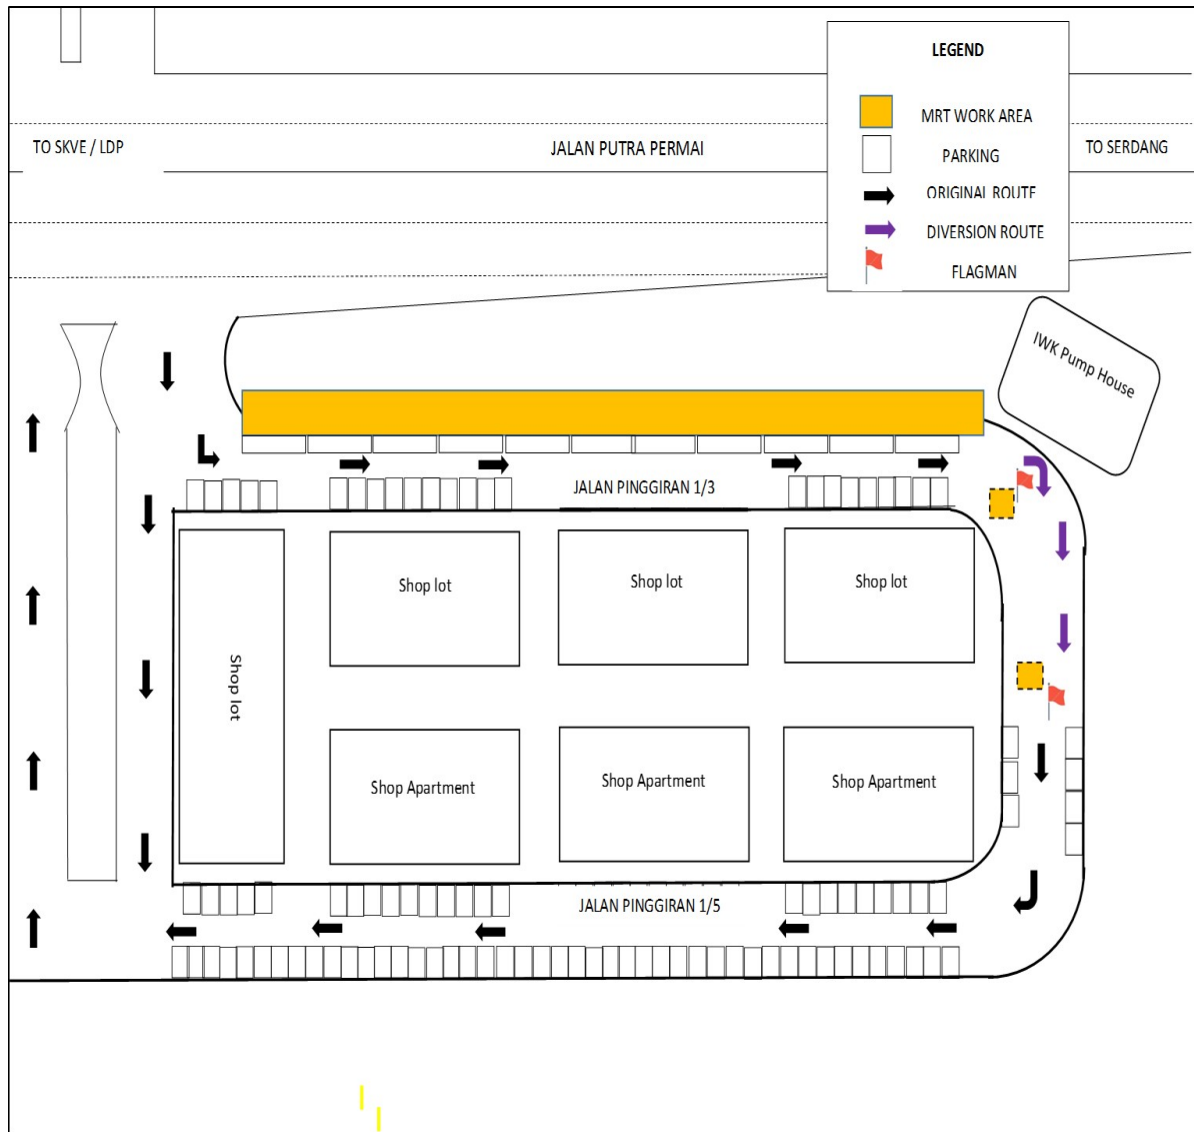 LEGEND
MRT WORK AREA
PARKING
ORIGINAL ROUTE
DIVERSION ROUTE
FLAGMAN
TO SKVE / LDP
JALAN PUTRA PERMAI
TO SERDANG
IWK Pump House
JALAN PINGGIRAN 1/3
Shop lot
Shop lot
Shop lot
Shop lot
Shop Apartment
Shop Apartment
Shop Apartment
JALAN PINGGIRAN 1/5